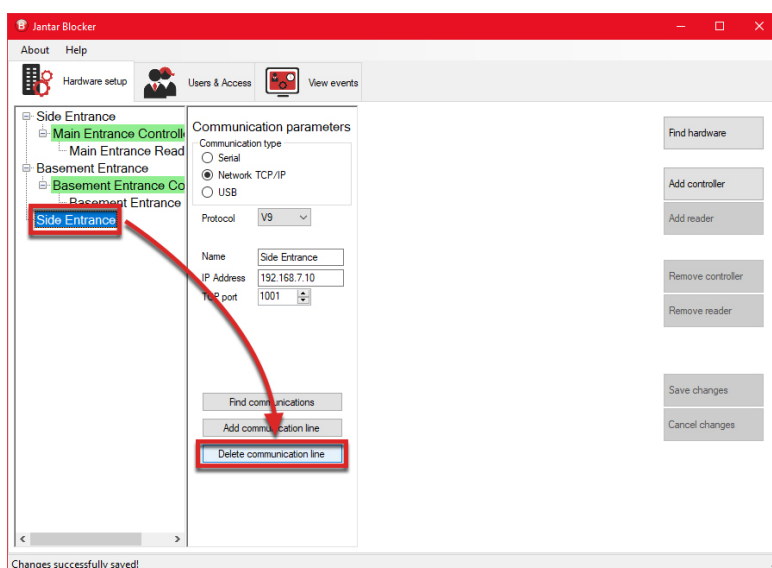 Jantar Blocker
About Help
Hardware setup Users & Access View events
Side Entrance
Main Entrance Controlle
Main Entrance Read
Basement Entrance
Basement Entrance Co
Basement Entrance
Side Entrance
Communication parameters
Communication type
Serial
Network TCP/IP
USB
Protocol V9
Name Side Entrance
IP Address 192.168.7.10
TCP port 1001
Find communications
Add communication line
Delete communication line
Find hardware
Add controller
Add reader
Remove controller
Remove reader
Save changes
Cancel changes
Changes successfully saved!